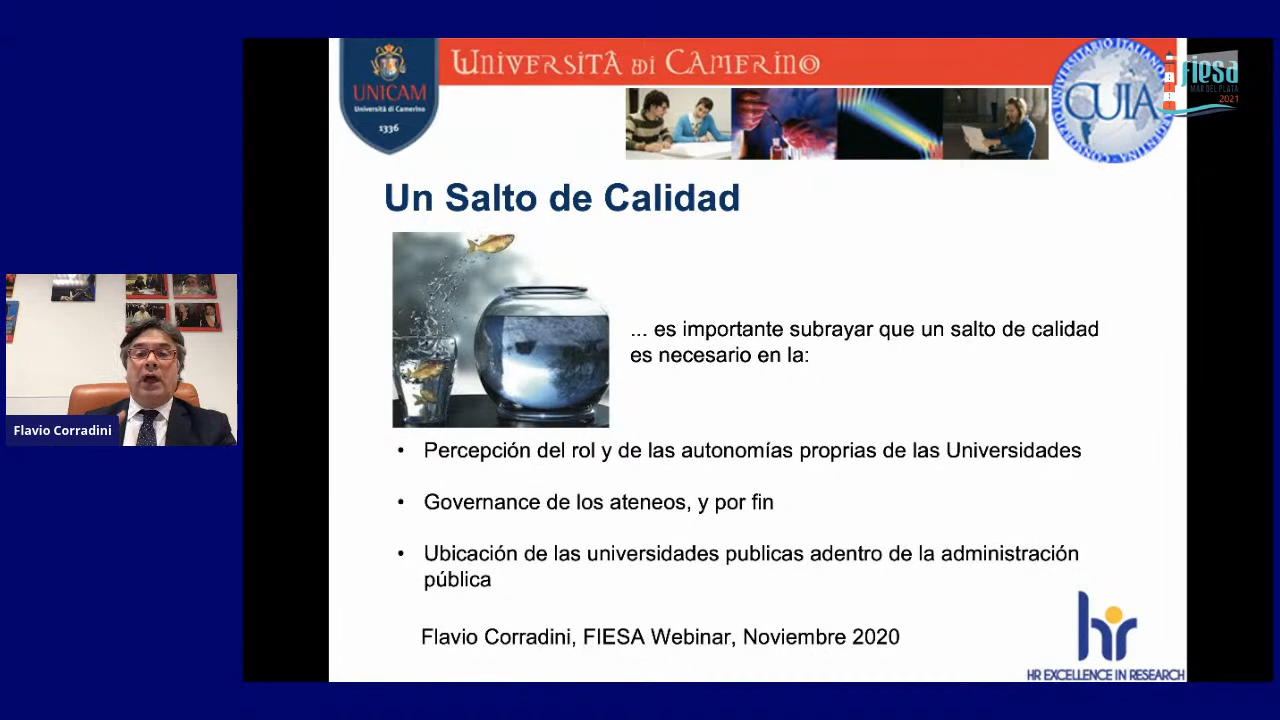 UNICAM
Università di Camerino
1336
Università di Camerino
CUIA
fiesa
MAR DEL PLATA
2021
Un Salto de Calidad
... es importante subrayar que un salto de calidad
es necesario en la:
• Percepción del rol y de las autonomías proprias de las Universidades
• Governance de los ateneos, y por fin
• Ubicación de las universidades publicas adentro de la administración
pública
Flavio Corradini, FIESA Webinar, Noviembre 2020
hr
HR EXCELLENCE IN RESEARCH
Flavio Corradini